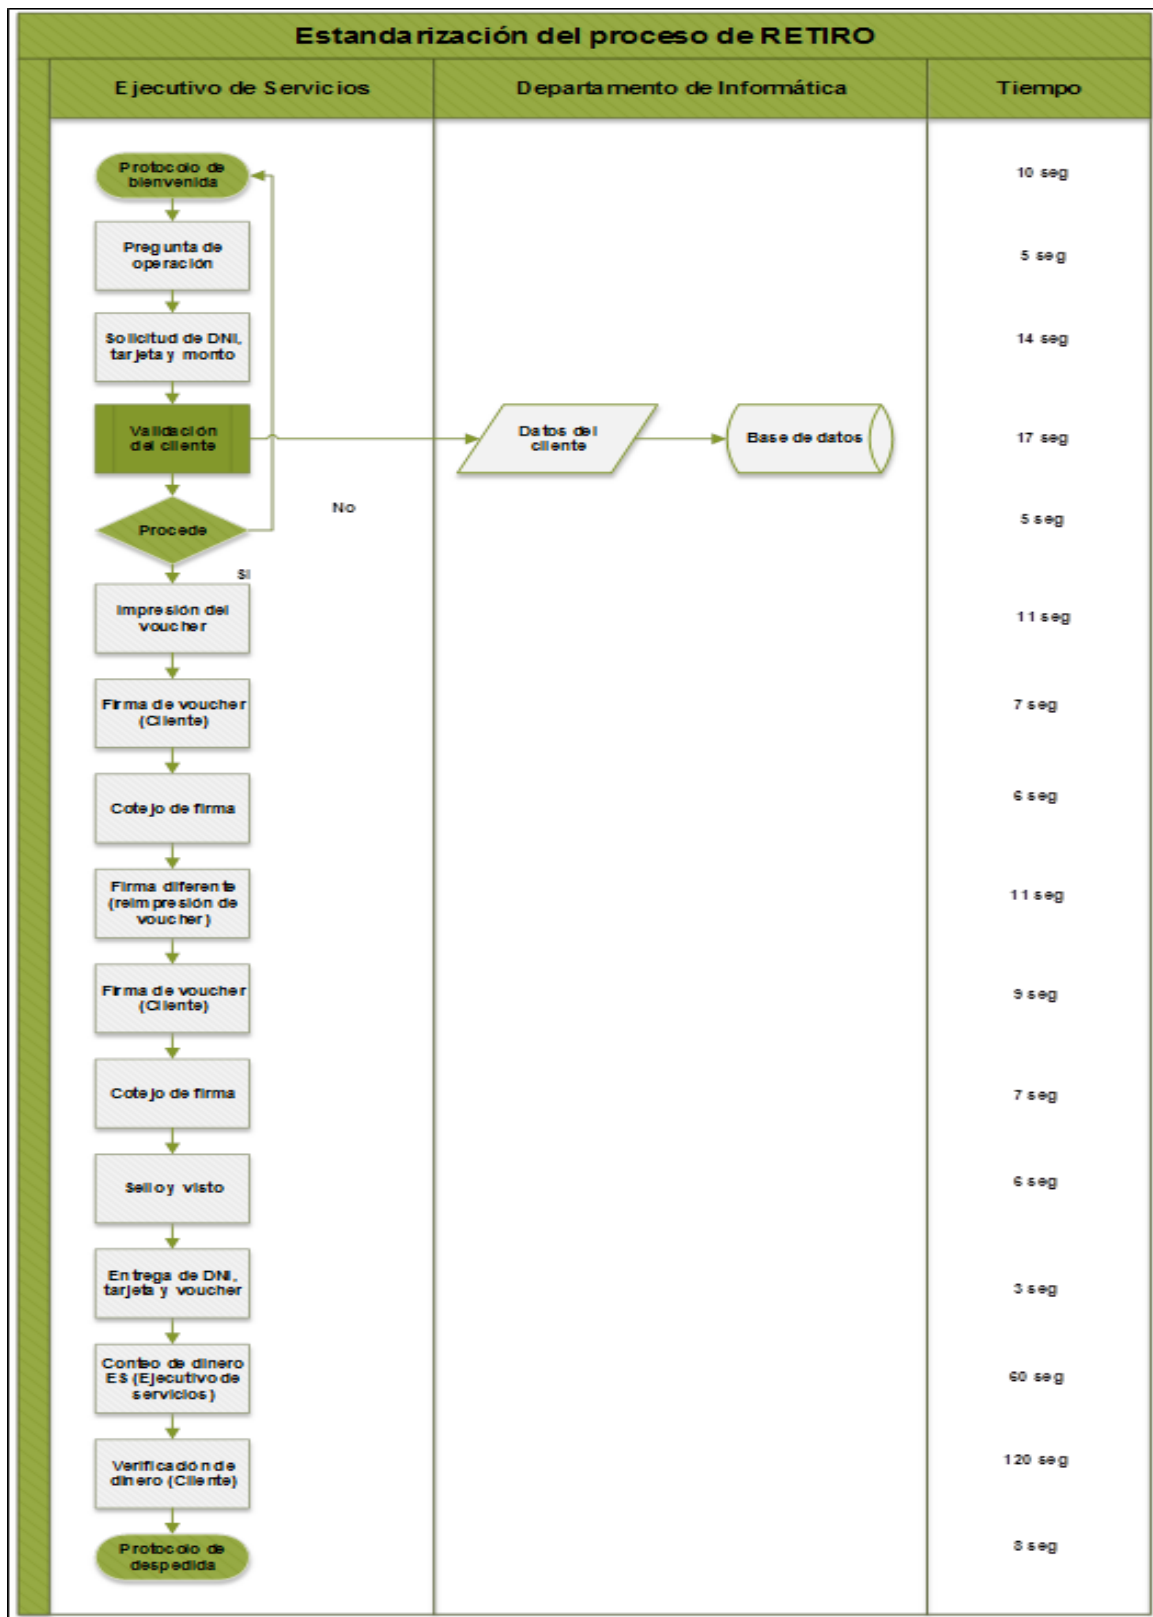 Estandarización del proceso de RETIRO
Ejecutivo de Servicios
Departamento de Informática
Tiempo
Protocolo de
bienvenida
10 seg
Pregunta de
operación
5 seg
Solicitud de DNI,
tarjeta y monto
14 seg
Validación
del cliente
Datos del
cliente
Base de datos
17 seg
No
Procede
5 seg
Si
Impresión del
voucher
11 seg
Firma de voucher
(Cliente)
7 seg
Cotejo de firma
6 seg
Firma diferente
(reimpresión de
voucher)
11 seg
Firma de voucher
(Cliente)
9 seg
Cotejo de firma
7 seg
Sello y visto
6 seg
Entrega de DNI,
tarjeta y voucher
3 seg
Conteo de dinero
ES (Ejecutivo de
servicios)
60 seg
Verificación de
dinero (Cliente)
120 seg
Protocolo de
despedida
8 seg